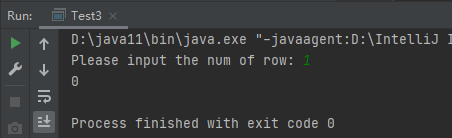 Run: Test3 ×
D:\java11\bin\java.exe "-javaagent:D:\IntelliJ I
Please input the num of row: 1
0
Process finished with exit code 0